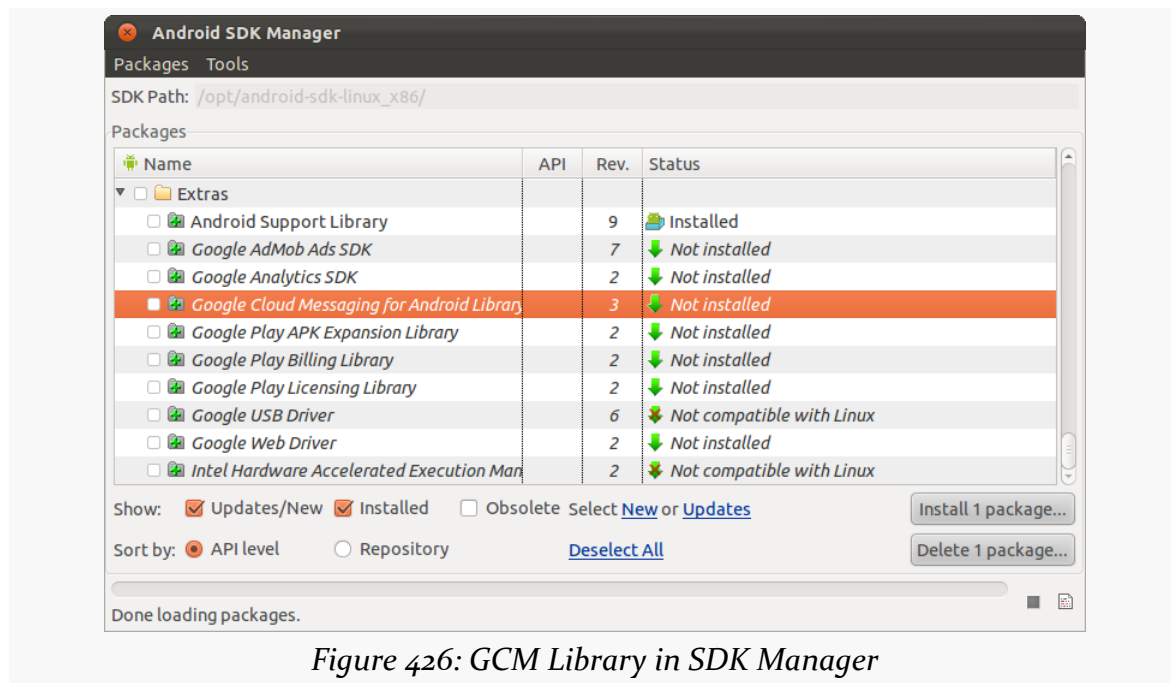 Android SDK Manager
Packages Tools
SDK Path: /opt/android-sdk-linux_x86/
Packages
Name API Rev. Status
Extras
Android Support Library 9 Installed
Google AdMob Ads SDK 7 Not installed
Google Analytics SDK 2 Not installed
Google Cloud Messaging for Android Library 3 Not installed
Google Play APK Expansion Library 2 Not installed
Google Play Billing Library 2 Not installed
Google Play Licensing Library 2 Not installed
Google USB Driver 6 Not compatible with Linux
Google Web Driver 2 Not installed
Intel Hardware Accelerated Execution Man 2 Not compatible with Linux
Show: Updates/New Installed Obsolete Select New or Updates Install 1 package...
Sort by: API level Repository Deselect All Delete 1 package...
Done loading packages.
Figure 426: GCM Library in SDK Manager